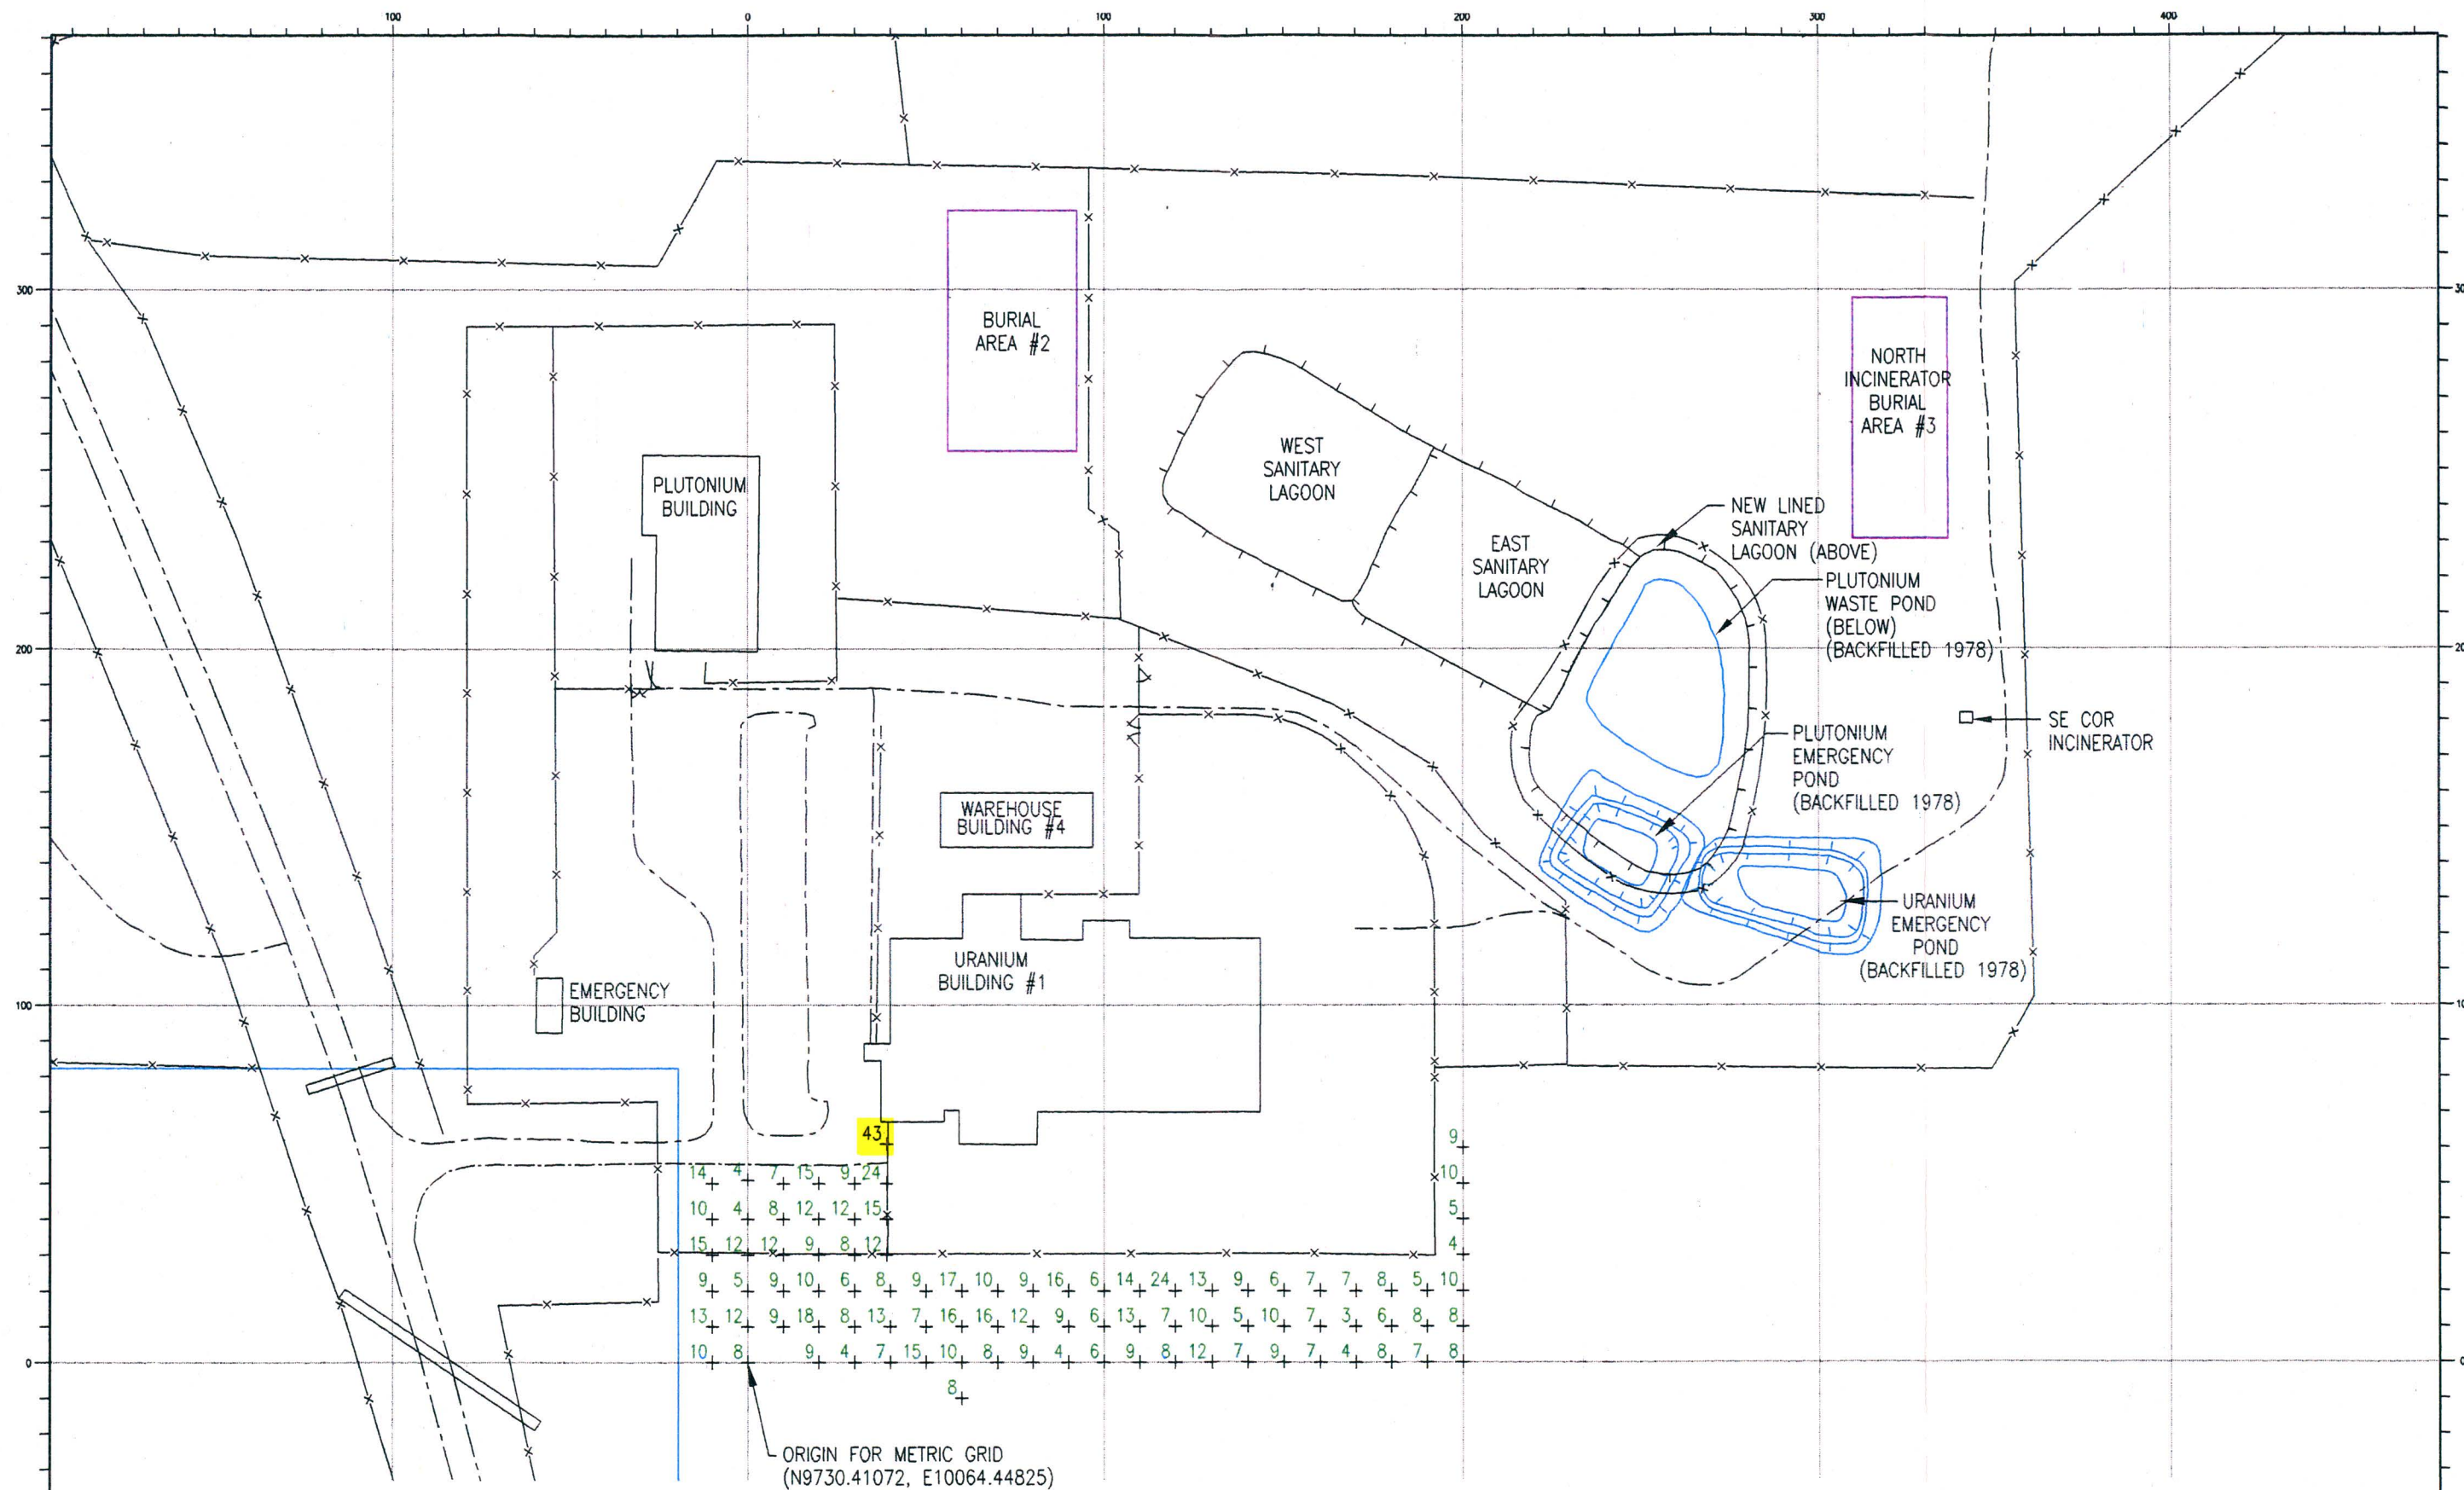 100 0 100 200 300 400
300
BURIAL
AREA #2
NORTH
INCINERATOR
BURIAL
AREA #3
WEST
SANITARY
LAGOON
PLUTONIUM
BUILDING
NEW LINED
SANITARY
LAGOON (ABOVE)
EAST
SANITARY
LAGOON
PLUTONIUM
WASTE POND
(BELOW)
(BACKFILLED 1978)
200
SE COR
INCINERATOR
PLUTONIUM
EMERGENCY
POND
(BACKFILLED 1978)
WAREHOUSE
BUILDING #4
URANIUM
EMERGENCY
POND
(BACKFILLED 1978)
URANIUM
BUILDING #1
100
EMERGENCY
BUILDING
43 9
14 4 7 15 9 24 10
10 4 8 12 12 15 5
15 12 12 9 8 12 4
9 5 9 10 6 8 9 17 10 9 16 6 14 24 13 9 6 7 7 8 5 10
13 12 9 18 8 13 7 16 16 12 9 6 13 7 10 5 10 7 3 6 8 8
0 10 8 9 4 7 15 10 8 9 4 6 9 8 12 7 9 7 4 8 7 8
8
ORIGIN FOR METRIC GRID
(N9730.41072, E10064.44825)